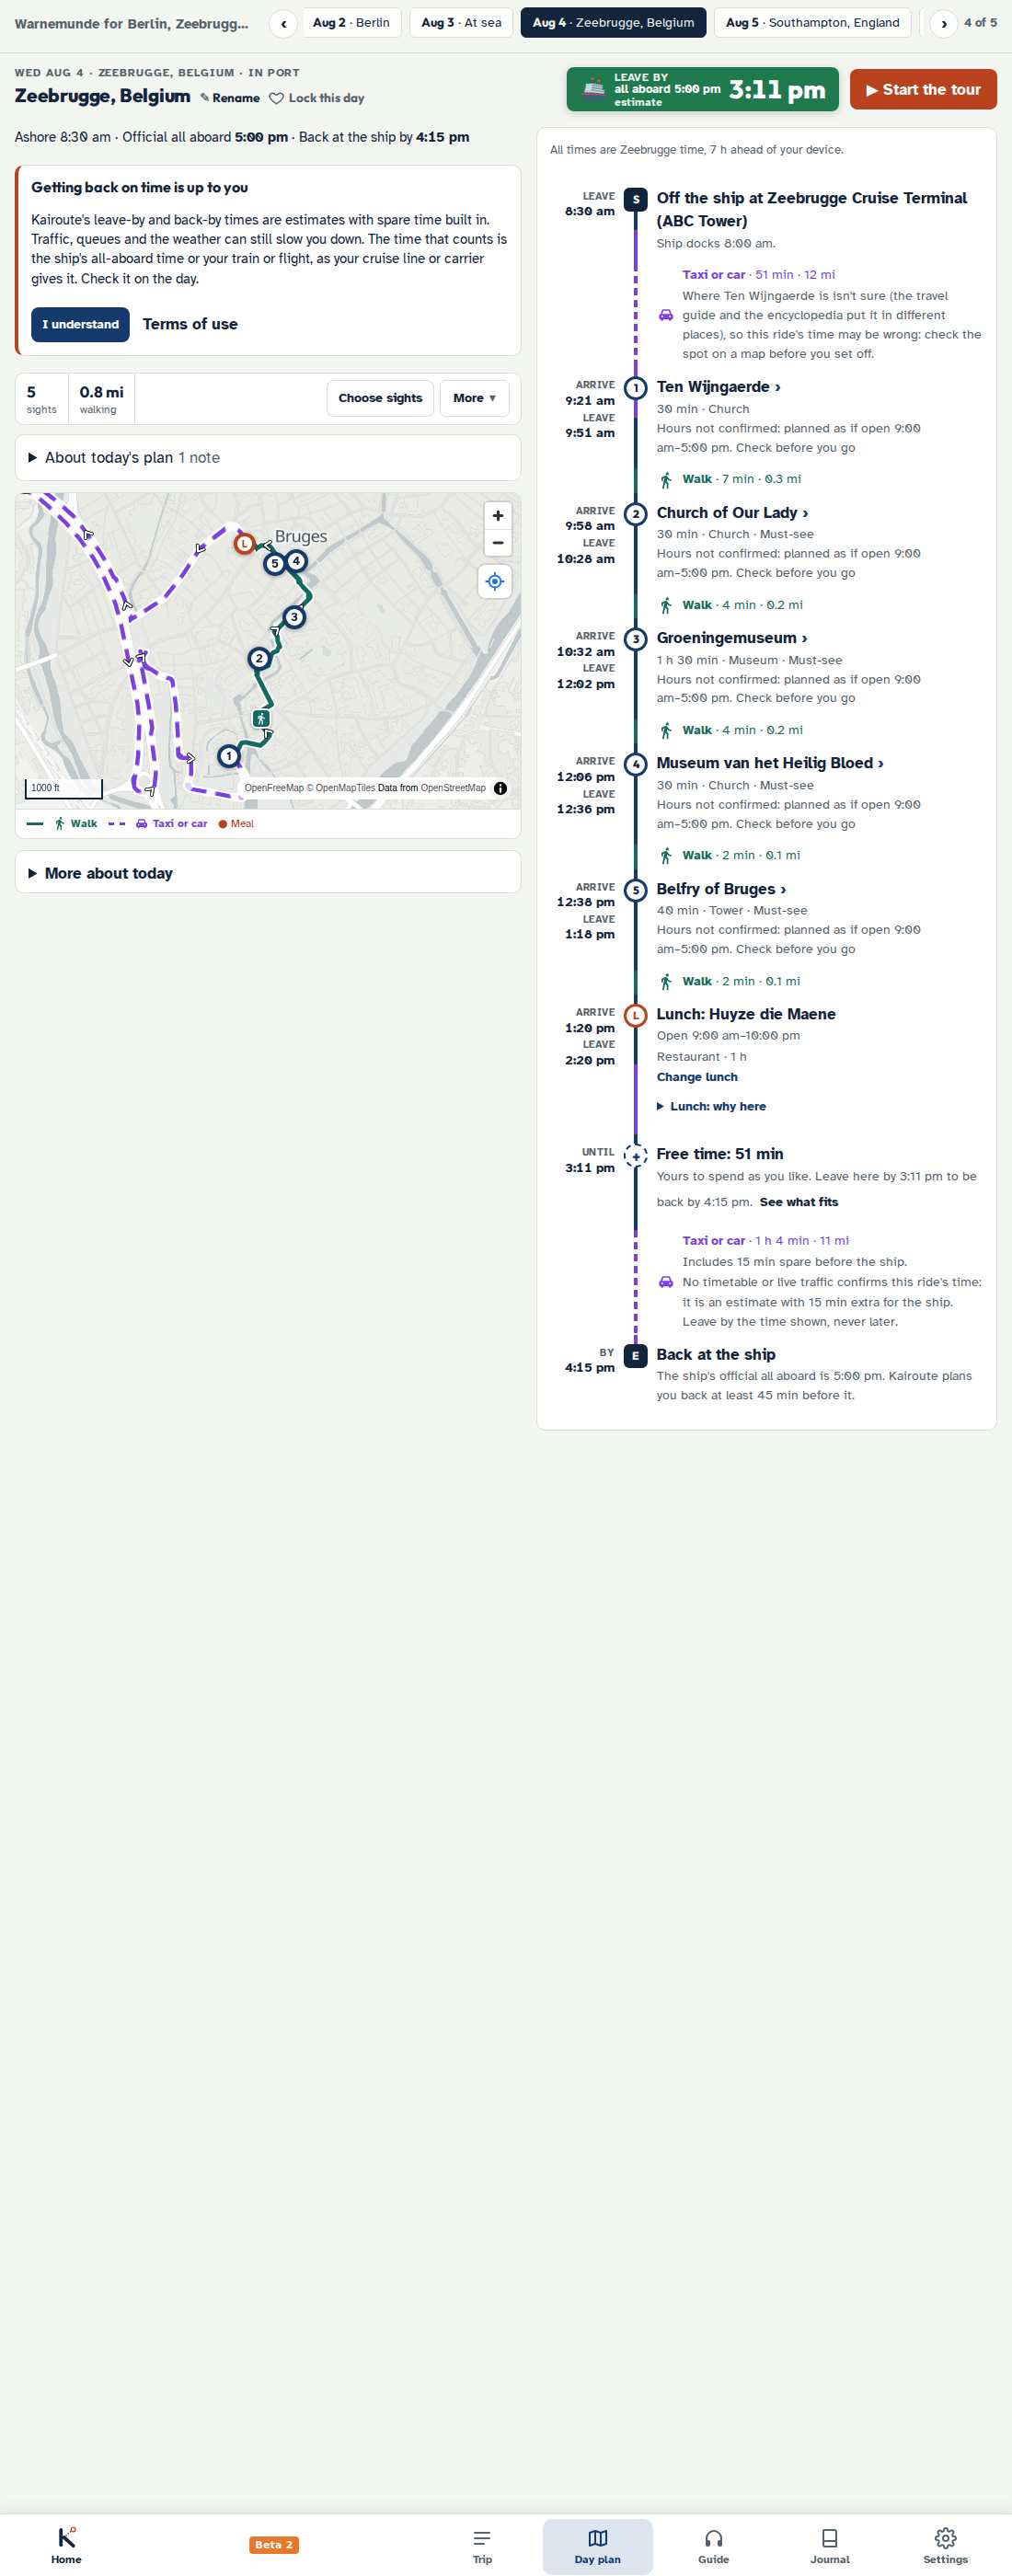 Warnemunde for Berlin, Zeebrugg...
‹
Aug 2 · Berlin
Aug 3 · At sea
Aug 4 · Zeebrugge, Belgium
Aug 5 · Southampton, England
›
4 of 5
WED AUG 4 · ZEEBRUGGE, BELGIUM · IN PORT
Zeebrugge, Belgium ✎ Rename Lock this day
LEAVE BY
all aboard 5:00 pm
estimate
3:11 pm
▶ Start the tour
Ashore 8:30 am · Official all aboard 5:00 pm · Back at the ship by 4:15 pm
Getting back on time is up to you
Kairoute's leave-by and back-by times are estimates with spare time built in.
Traffic, queues and the weather can still slow you down. The time that counts is
the ship's all-aboard time or your train or flight, as your cruise line or carrier
gives it. Check it on the day.
I understand
Terms of use
5
sights
0.8 mi
walking
Choose sights
More ▼
▶ About today's plan 1 note
Bruges
L
5
4
3
2
1
+
−
1000 ft
OpenFreeMap © OpenMapTiles Data from OpenStreetMap
Walk
Taxi or car
Meal
▶ More about today
All times are Zeebrugge time, 7 h ahead of your device.
LEAVE
8:30 am
S
Off the ship at Zeebrugge Cruise Terminal
(ABC Tower)
Ship docks 8:00 am.
Taxi or car · 51 min · 12 mi
Where Ten Wijngaerde is isn't sure (the travel
guide and the encyclopedia put it in different
places), so this ride's time may be wrong: check the
spot on a map before you set off.
ARRIVE
9:21 am
LEAVE
9:51 am
1
Ten Wijngaerde ›
30 min · Church
Hours not confirmed: planned as if open 9:00
am–5:00 pm. Check before you go
Walk · 7 min · 0.3 mi
ARRIVE
9:58 am
LEAVE
10:28 am
2
Church of Our Lady ›
30 min · Church · Must-see
Hours not confirmed: planned as if open 9:00
am–5:00 pm. Check before you go
Walk · 4 min · 0.2 mi
ARRIVE
10:32 am
LEAVE
12:02 pm
3
Groeningemuseum ›
1 h 30 min · Museum · Must-see
Hours not confirmed: planned as if open 9:00
am–5:00 pm. Check before you go
Walk · 4 min · 0.2 mi
ARRIVE
12:06 pm
LEAVE
12:36 pm
4
Museum van het Heilig Bloed ›
30 min · Church · Must-see
Hours not confirmed: planned as if open 9:00
am–5:00 pm. Check before you go
Walk · 2 min · 0.1 mi
ARRIVE
12:38 pm
LEAVE
1:18 pm
5
Belfry of Bruges ›
40 min · Tower · Must-see
Hours not confirmed: planned as if open 9:00
am–5:00 pm. Check before you go
Walk · 2 min · 0.1 mi
ARRIVE
1:20 pm
LEAVE
2:20 pm
L
Lunch: Huyze die Maene
Open 9:00 am–10:00 pm
Restaurant · 1 h
Change lunch
▶ Lunch: why here
UNTIL
3:11 pm
+
Free time: 51 min
Yours to spend as you like. Leave here by 3:11 pm to be
back by 4:15 pm. See what fits
Taxi or car · 1 h 4 min · 11 mi
Includes 15 min spare before the ship.
No timetable or live traffic confirms this ride's time:
it is an estimate with 15 min extra for the ship.
Leave by the time shown, never later.
BY
4:15 pm
E
Back at the ship
The ship's official all aboard is 5:00 pm. Kairoute plans
you back at least 45 min before it.
Home
Beta 2
Trip
Day plan
Guide
Journal
Settings